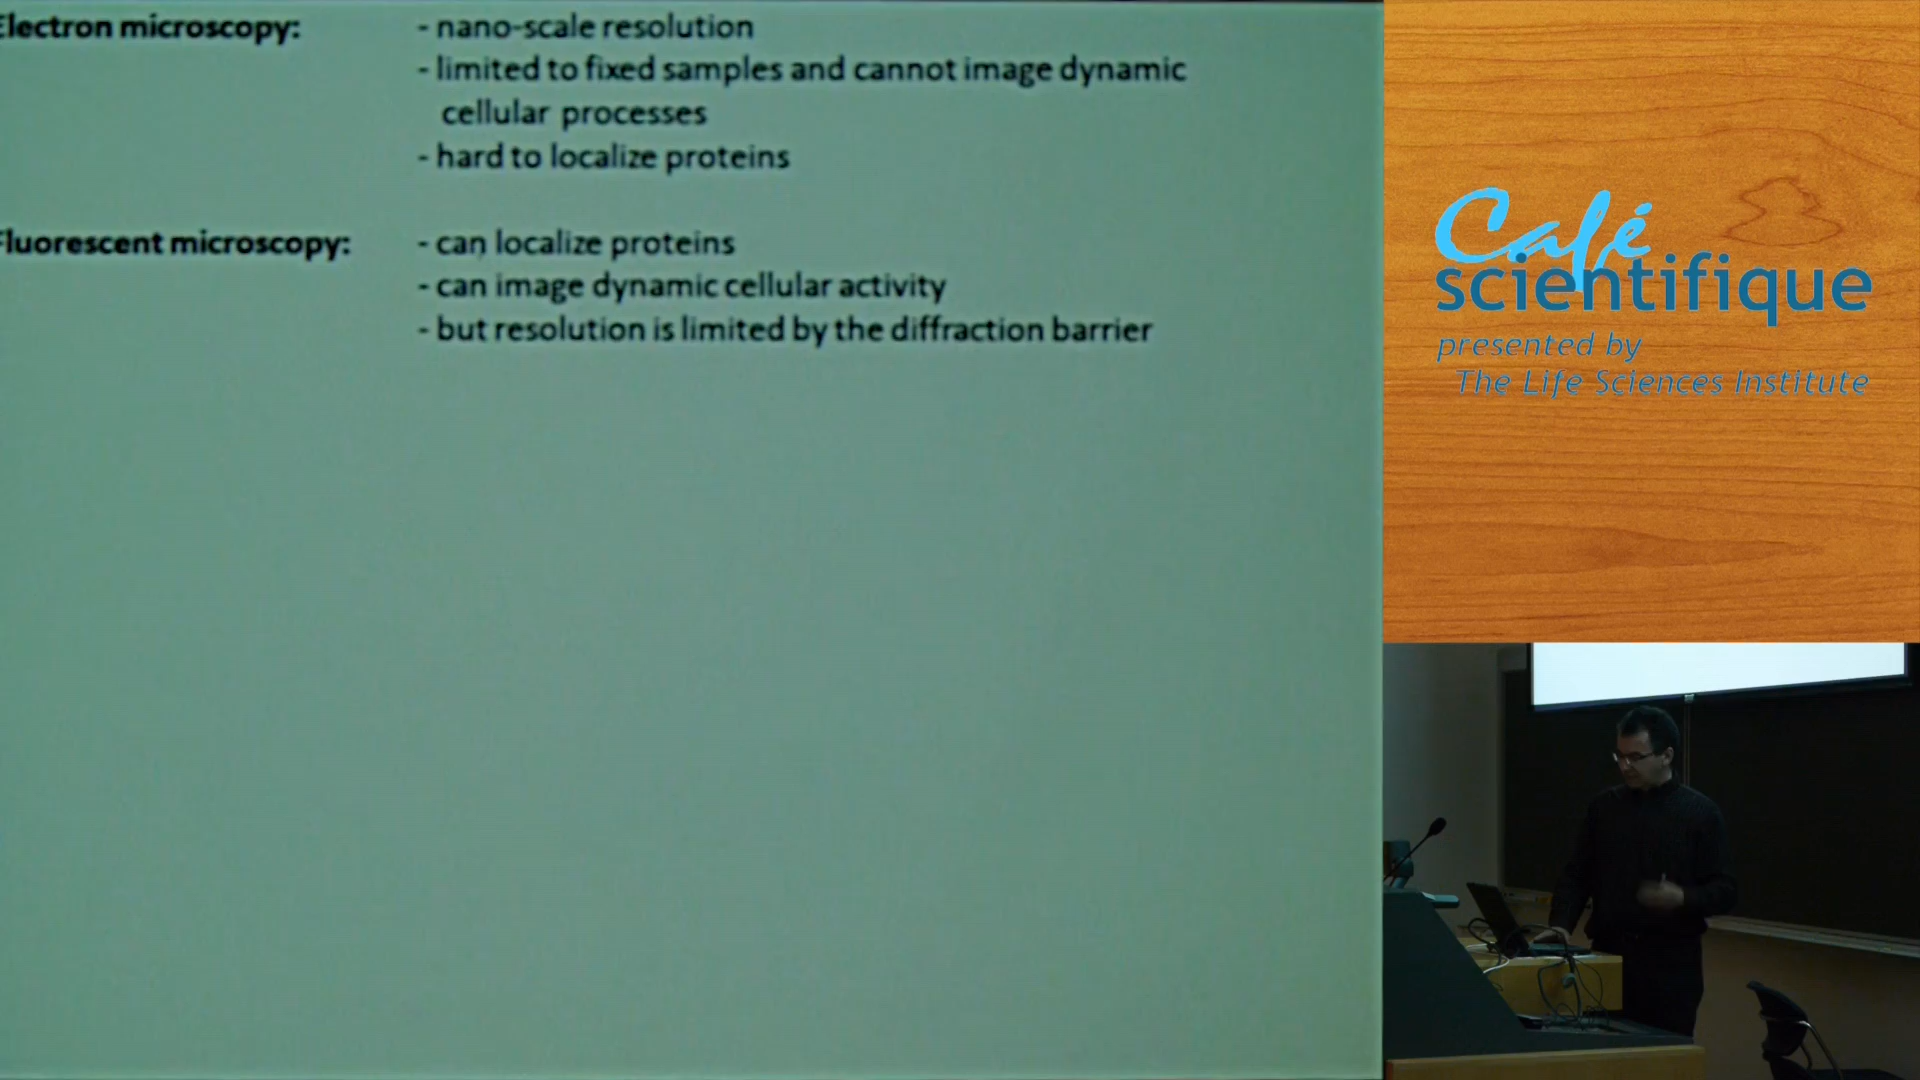 Electron microscopy: - nano-scale resolution
- limited to fixed samples and cannot image dynamic
cellular processes
- hard to localize proteins
Fluorescent microscopy: - can localize proteins
- can image dynamic cellular activity
- but resolution is limited by the diffraction barrier
Café
scientifique
presented by
The Life Sciences Institute